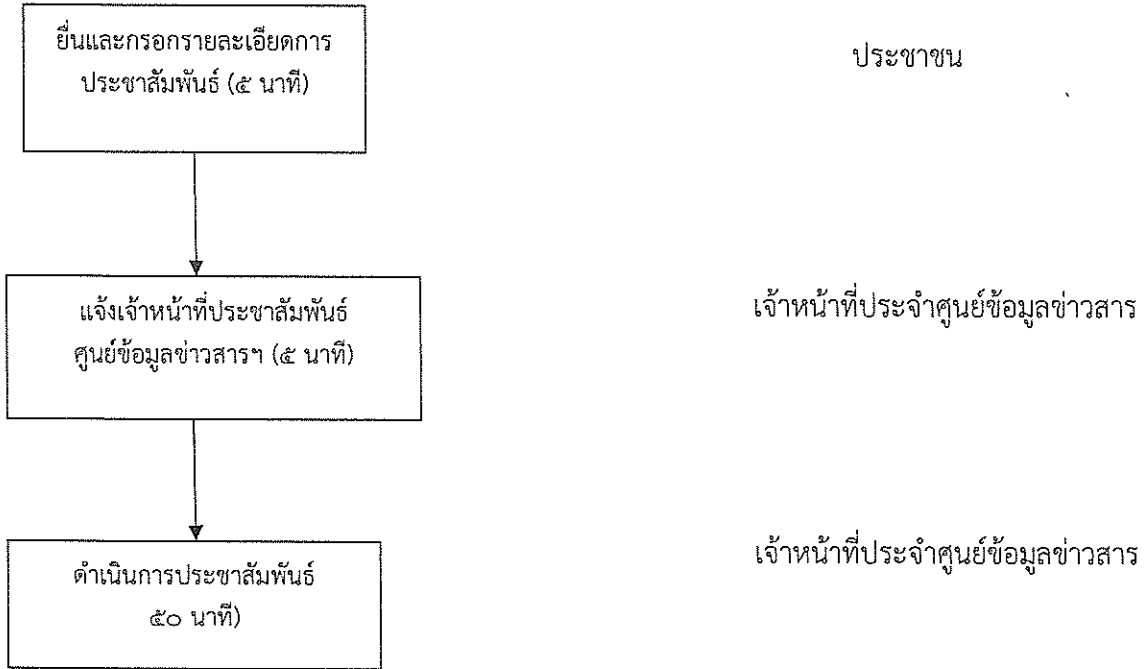 ยื่นและกรอกรายละเอียดการ
ประชาสัมพันธ์ (๕ นาที)
ประชาชน
แจ้งเจ้าหน้าที่ประชาสัมพันธ์
ศูนย์ข้อมูลข่าวสารฯ (๕ นาที)
เจ้าหน้าที่ประจำศูนย์ข้อมูลข่าวสาร
ดำเนินการประชาสัมพันธ์
๕๐ นาที)
เจ้าหน้าที่ประจำศูนย์ข้อมูลข่าวสาร